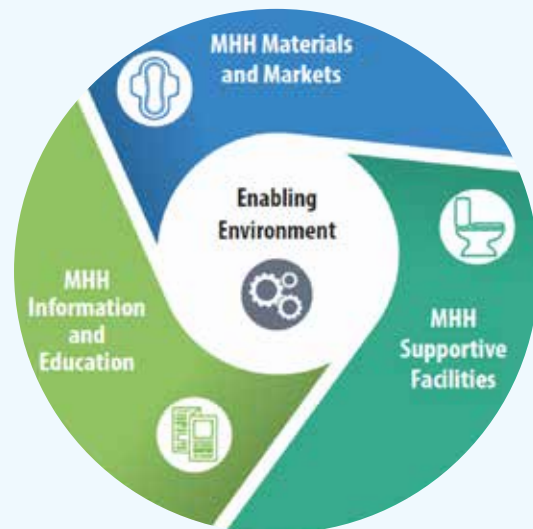 MHH Materials
and Markets
Enabling
Environment
MHH
Information
and
Education
MHH
Supportive
Facilities